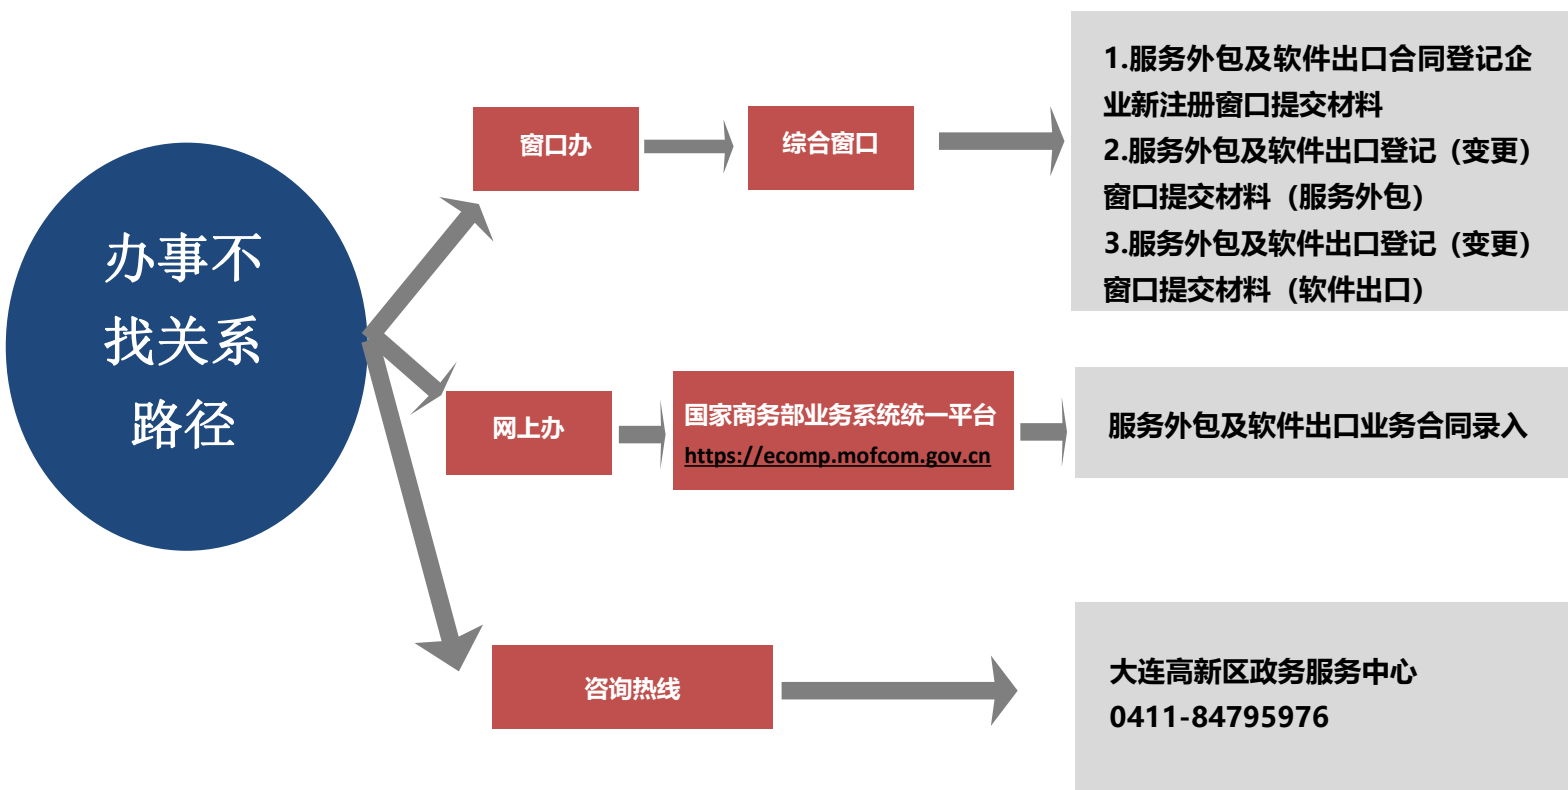 办事不
找关系
路径
窗口办
综合窗口
1.服务外包及软件出口合同登记企
业新注册窗口提交材料
2.服务外包及软件出口登记（变更）
窗口提交材料（服务外包）
3.服务外包及软件出口登记（变更）
窗口提交材料（软件出口）
网上办
国家商务部业务系统统一平台
https://ecomp.mofcom.gov.cn
服务外包及软件出口业务合同录入
咨询热线
大连高新区政务服务中心
0411-84795976